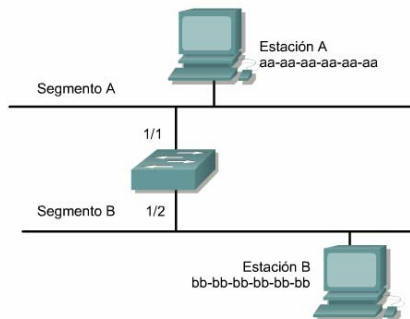 Estación A
aa-aa-aa-aa-aa-aa
Segmento A
1/1
Segmento B
1/2
Estación B
bb-bb-bb-bb-bb-bb